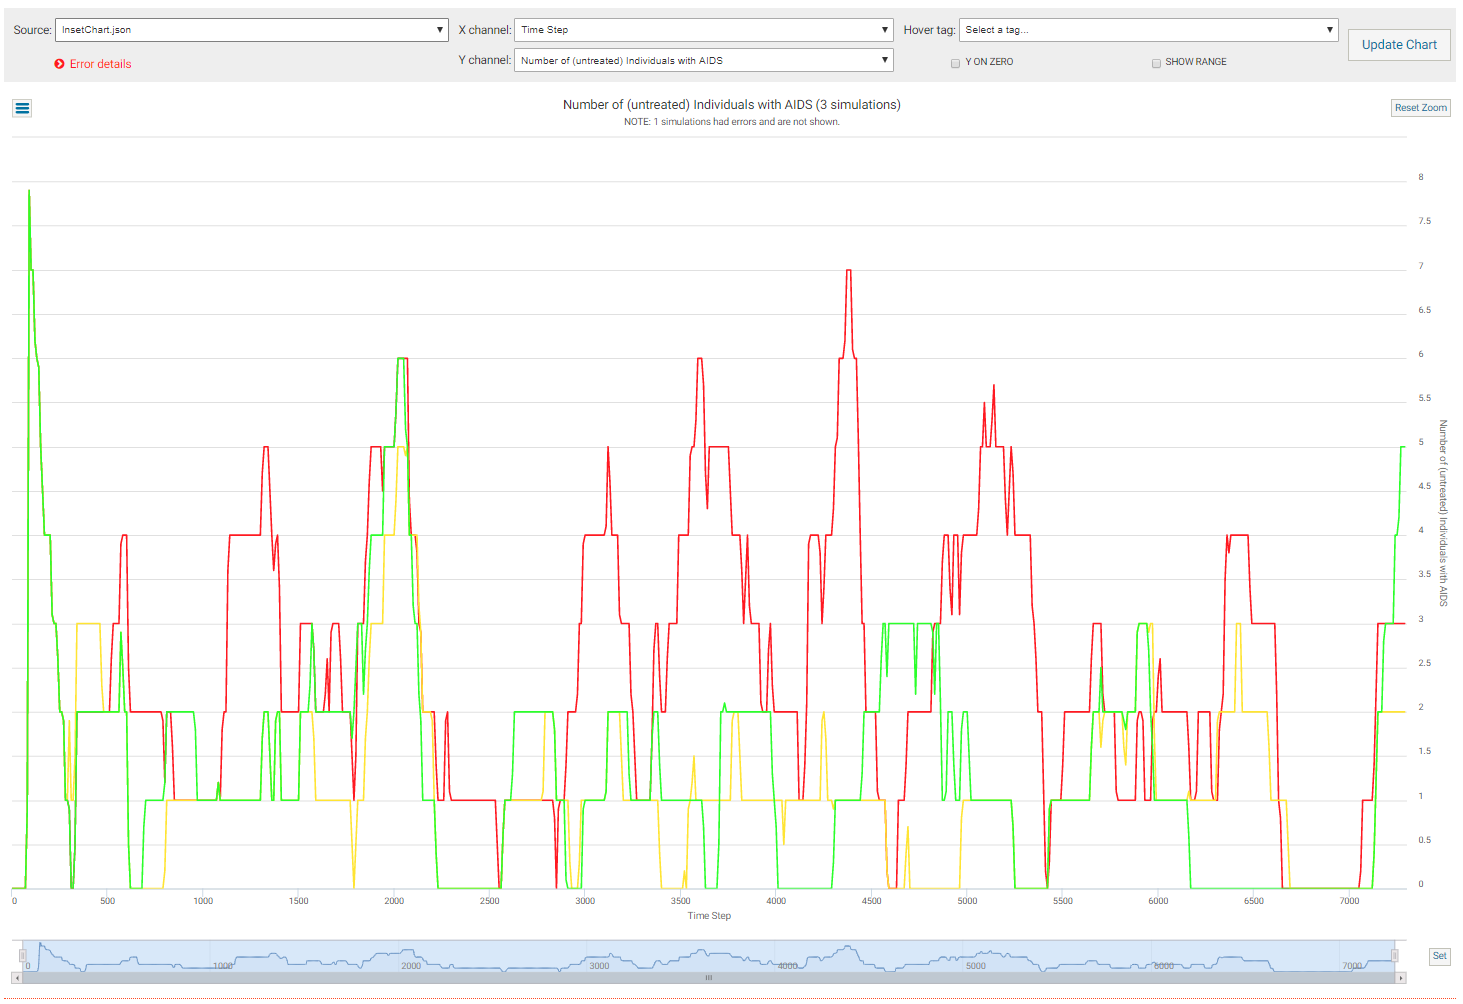 Source: InsetChart.json X channel: Time Step Hover tag: Select a tag... Update Chart
Error details Y channel: Number of (untreated) Individuals with AIDS Y ON ZERO SHOW RANGE
Number of (untreated) Individuals with AIDS (3 simulations)
NOTE: 1 simulations had errors and are not shown.
Reset Zoom
8
7.5
7
6.5
6
5.5
5
4.5
4
3.5
3
2.5
2
1.5
1
0.5
0
Number of (untreated) Individuals with AIDS
0 500 1000 1500 2000 2500 3000 3500 4000 4500 5000 5500 6000 6500 7000
Time Step
0 1000 2000 3000 4000 5000 6000 7000
Set